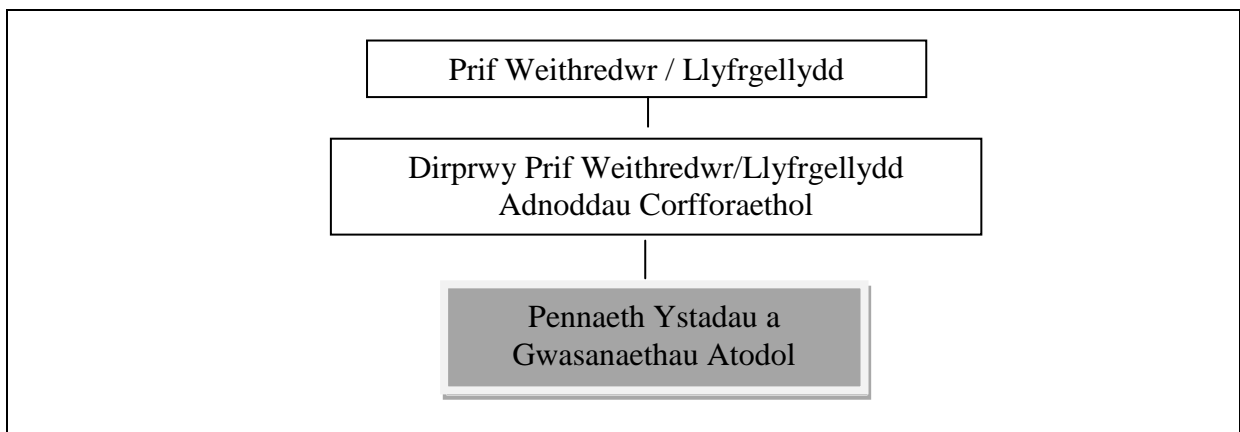 Prif Weithredwr / Llyfrgellydd
Dirprwy Prif Weithredwr/Llyfrgellydd
Adnoddau Corfforaethol
Pennaeth Ystadau a
Gwasanaethau Atodol